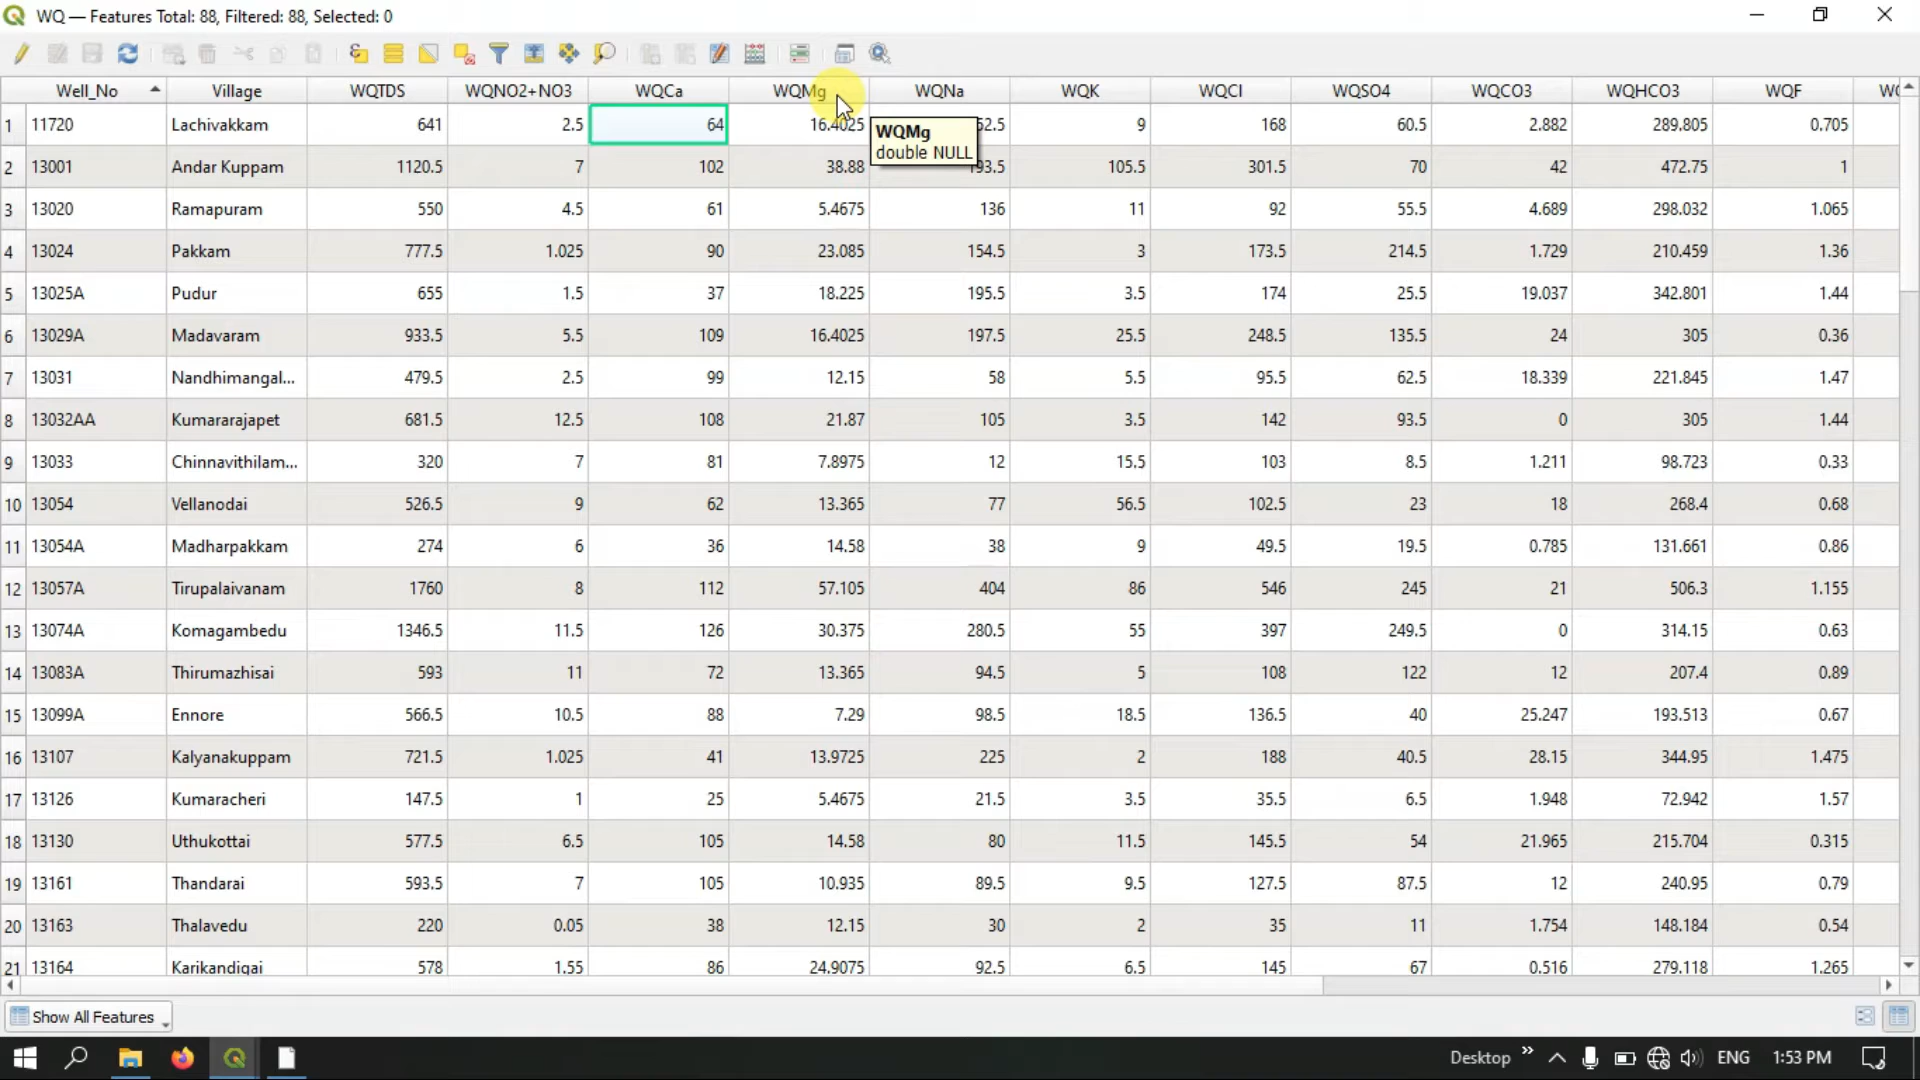 WQ — Features Total: 88, Filtered: 88, Selected: 0
Well_No Village WQTDS WQNO2+NO3 WQCa WQMg WQNa WQK WQCl WQSO4 WQCO3 WQHCO3 WQF
1 11720 Lachivakkam 641 2.5 64 16.4025 52.5 9 168 60.5 2.882 289.805 0.705
WQMg
double NULL
2 13001 Andar Kuppam 1120.5 7 102 38.88 193.5 105.5 301.5 70 42 472.75 1
3 13020 Ramapuram 550 4.5 61 5.4675 136 11 92 55.5 4.689 298.032 1.065
4 13024 Pakkam 777.5 1.025 90 23.085 154.5 3 173.5 214.5 1.729 210.459 1.36
5 13025A Pudur 655 1.5 37 18.225 195.5 3.5 174 25.5 19.037 342.801 1.44
6 13029A Madavaram 933.5 5.5 109 16.4025 197.5 25.5 248.5 135.5 24 305 0.36
7 13031 Nandhimangal... 479.5 2.5 99 12.15 58 5.5 95.5 62.5 18.339 221.845 1.47
8 13032AA Kumararajapet 681.5 12.5 108 21.87 105 3.5 142 93.5 0 305 1.44
9 13033 Chinnavithilam... 320 7 81 7.8975 12 15.5 103 8.5 1.211 98.723 0.33
10 13054 Vellanodai 526.5 9 62 13.365 77 56.5 102.5 23 18 268.4 0.68
11 13054A Madharpakkam 274 6 36 14.58 38 9 49.5 19.5 0.785 131.661 0.86
12 13057A Tirupalaivanam 1760 8 112 57.105 404 86 546 245 21 506.3 1.155
13 13074A Komagambedu 1346.5 11.5 126 30.375 280.5 55 397 249.5 0 314.15 0.63
14 13083A Thirumazhisai 593 11 72 13.365 94.5 5 108 122 12 207.4 0.89
15 13099A Ennore 566.5 10.5 88 7.29 98.5 18.5 136.5 40 25.247 193.513 0.67
16 13107 Kalyanakuppam 721.5 1.025 41 13.9725 225 2 188 40.5 28.15 344.95 1.475
17 13126 Kumaracheri 147.5 1 25 5.4675 21.5 3.5 35.5 6.5 1.948 72.942 1.57
18 13130 Uthukottai 577.5 6.5 105 14.58 80 11.5 145.5 54 21.965 215.704 0.315
19 13161 Thandarai 593.5 7 105 10.935 89.5 9.5 127.5 87.5 12 240.95 0.79
20 13163 Thalavedu 220 0.05 38 12.15 30 2 35 11 1.754 148.184 0.54
21 13164 Karikandigai 578 1.55 86 24.9075 92.5 6.5 145 67 0.516 279.118 1.265
Show All Features
Desktop » ENG 1:53 PM